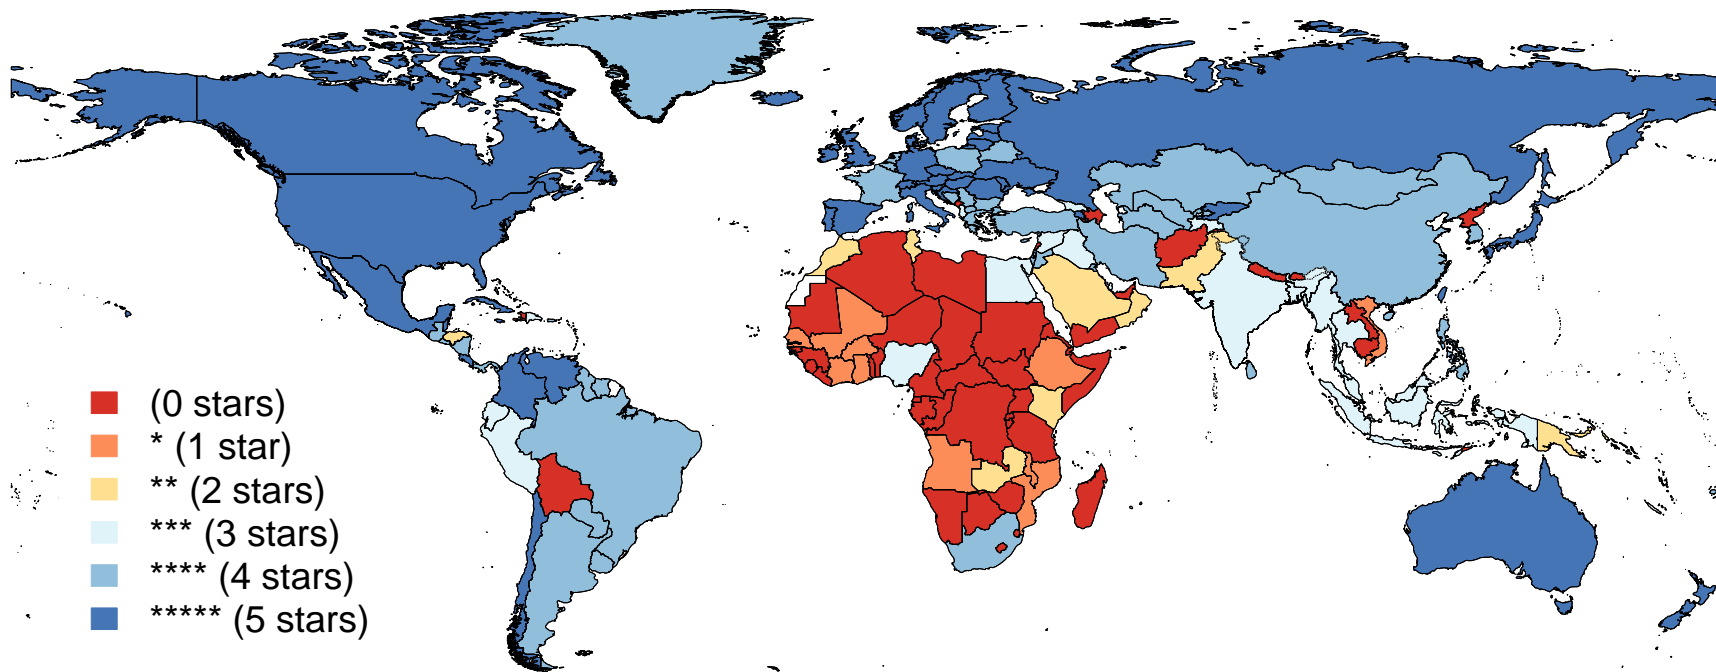 (0 stars)
* (1 star)
** (2 stars)
*** (3 stars)
**** (4 stars)
***** (5 stars)